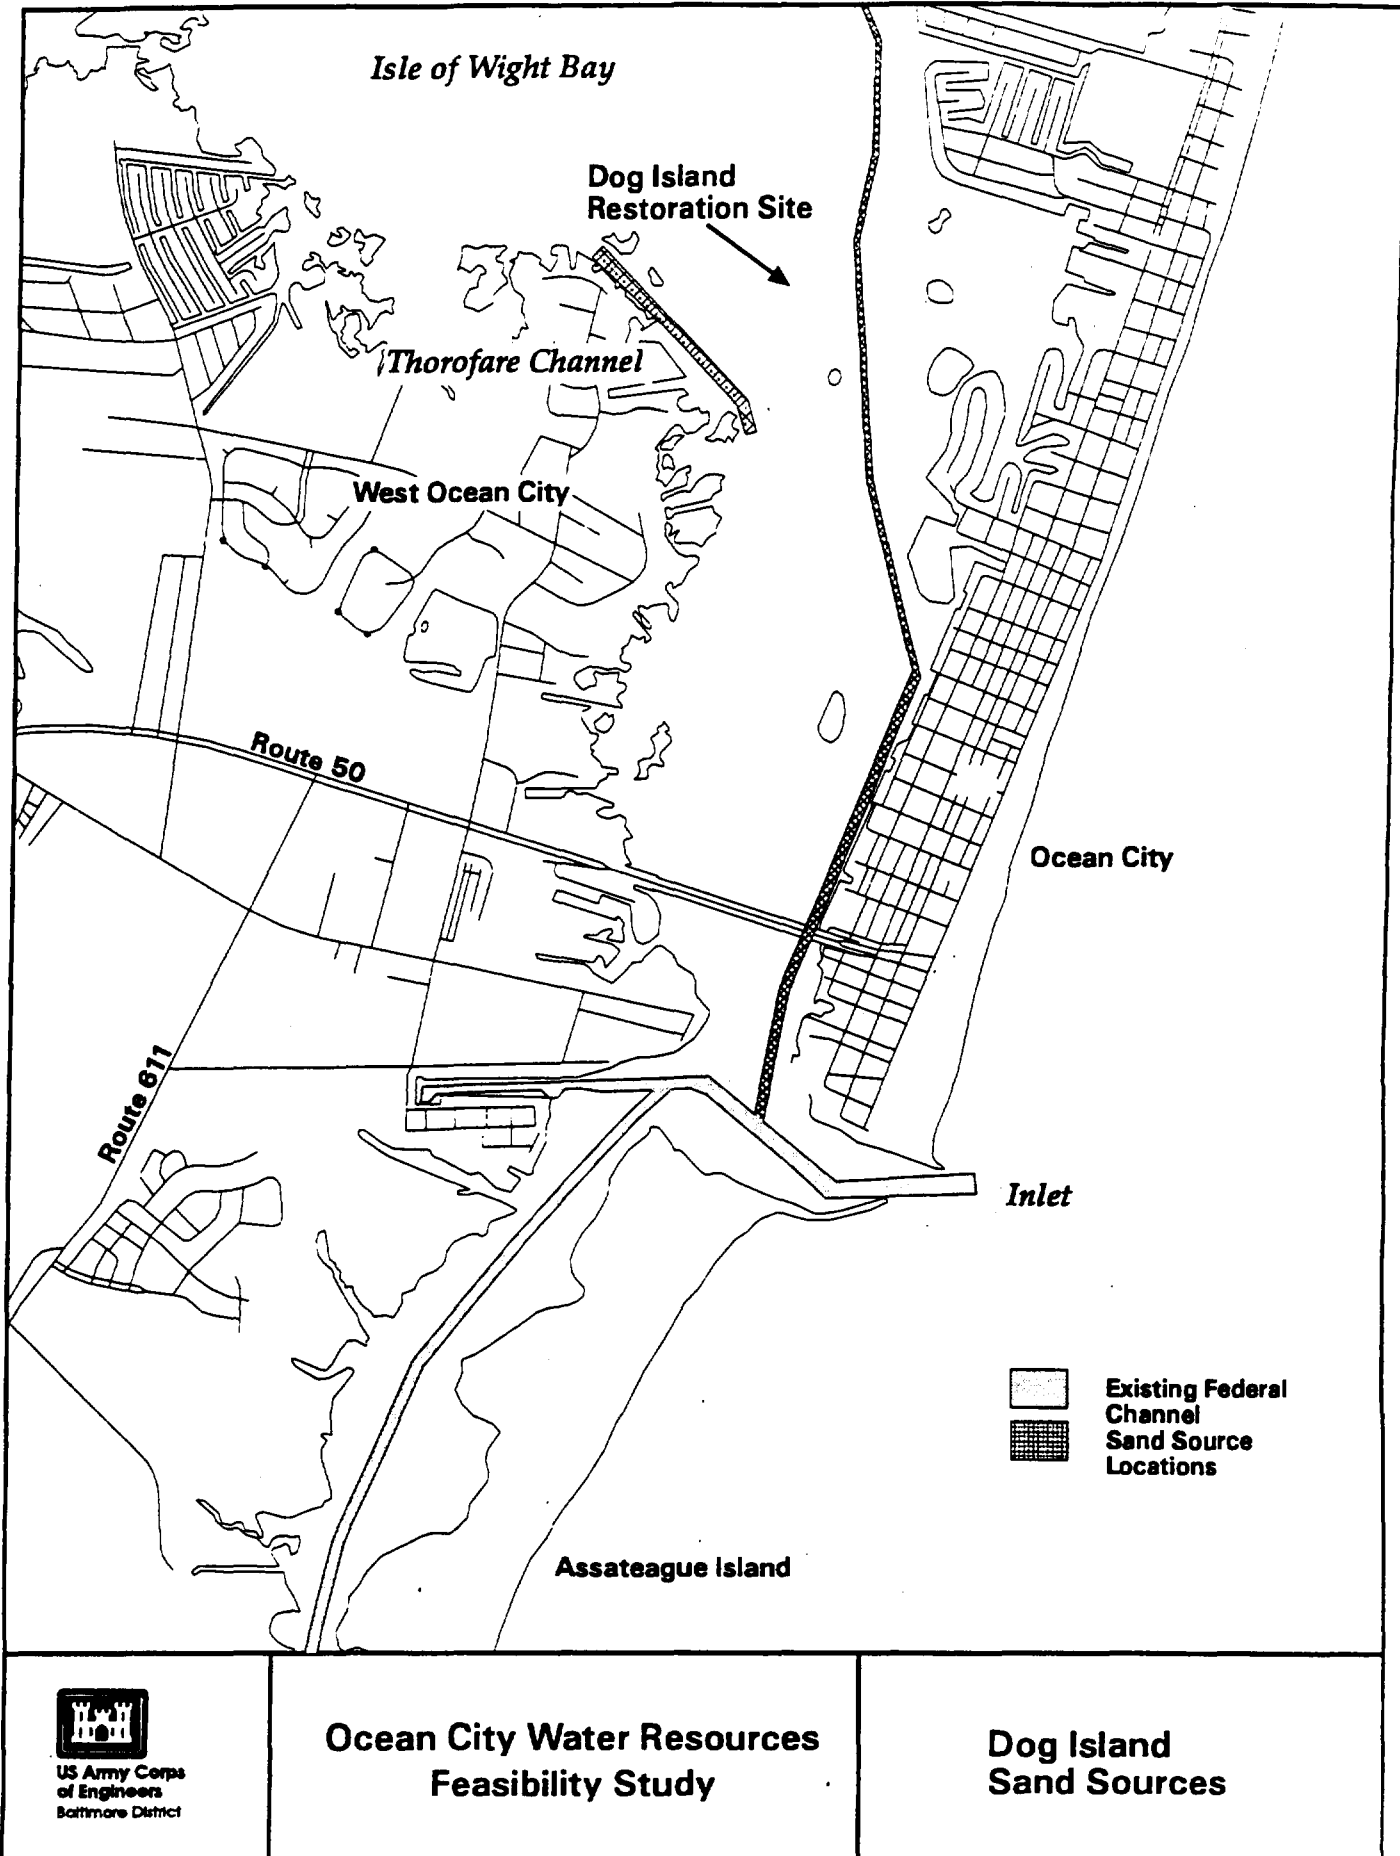 Isle of Wight Bay
Dog Island
Restoration Site
Thorofare Channel
West Ocean City
Route 50
Ocean City
Route 611
Inlet
Existing Federal
Channel
Sand Source
Locations
Assateague Island
US Army Corps
of Engineers
Baltimore District
Ocean City Water Resources
Feasibility Study
Dog Island
Sand Sources